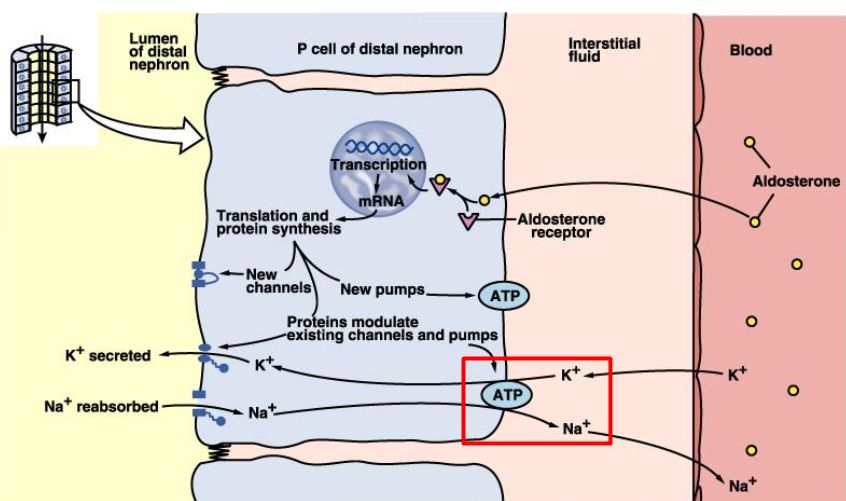 Lumen
of distal
nephron
P cell of distal nephron
Interstitial
fluid
Blood
Transcription
mRNA
Aldosterone
Translation and
protein synthesis
Aldosterone
receptor
New
channels
New pumps
ATP
Proteins modulate
existing channels and pumps
K+ secreted
K+
K+
K+
ATP
Na+ reabsorbed
Na+
Na+
Na+